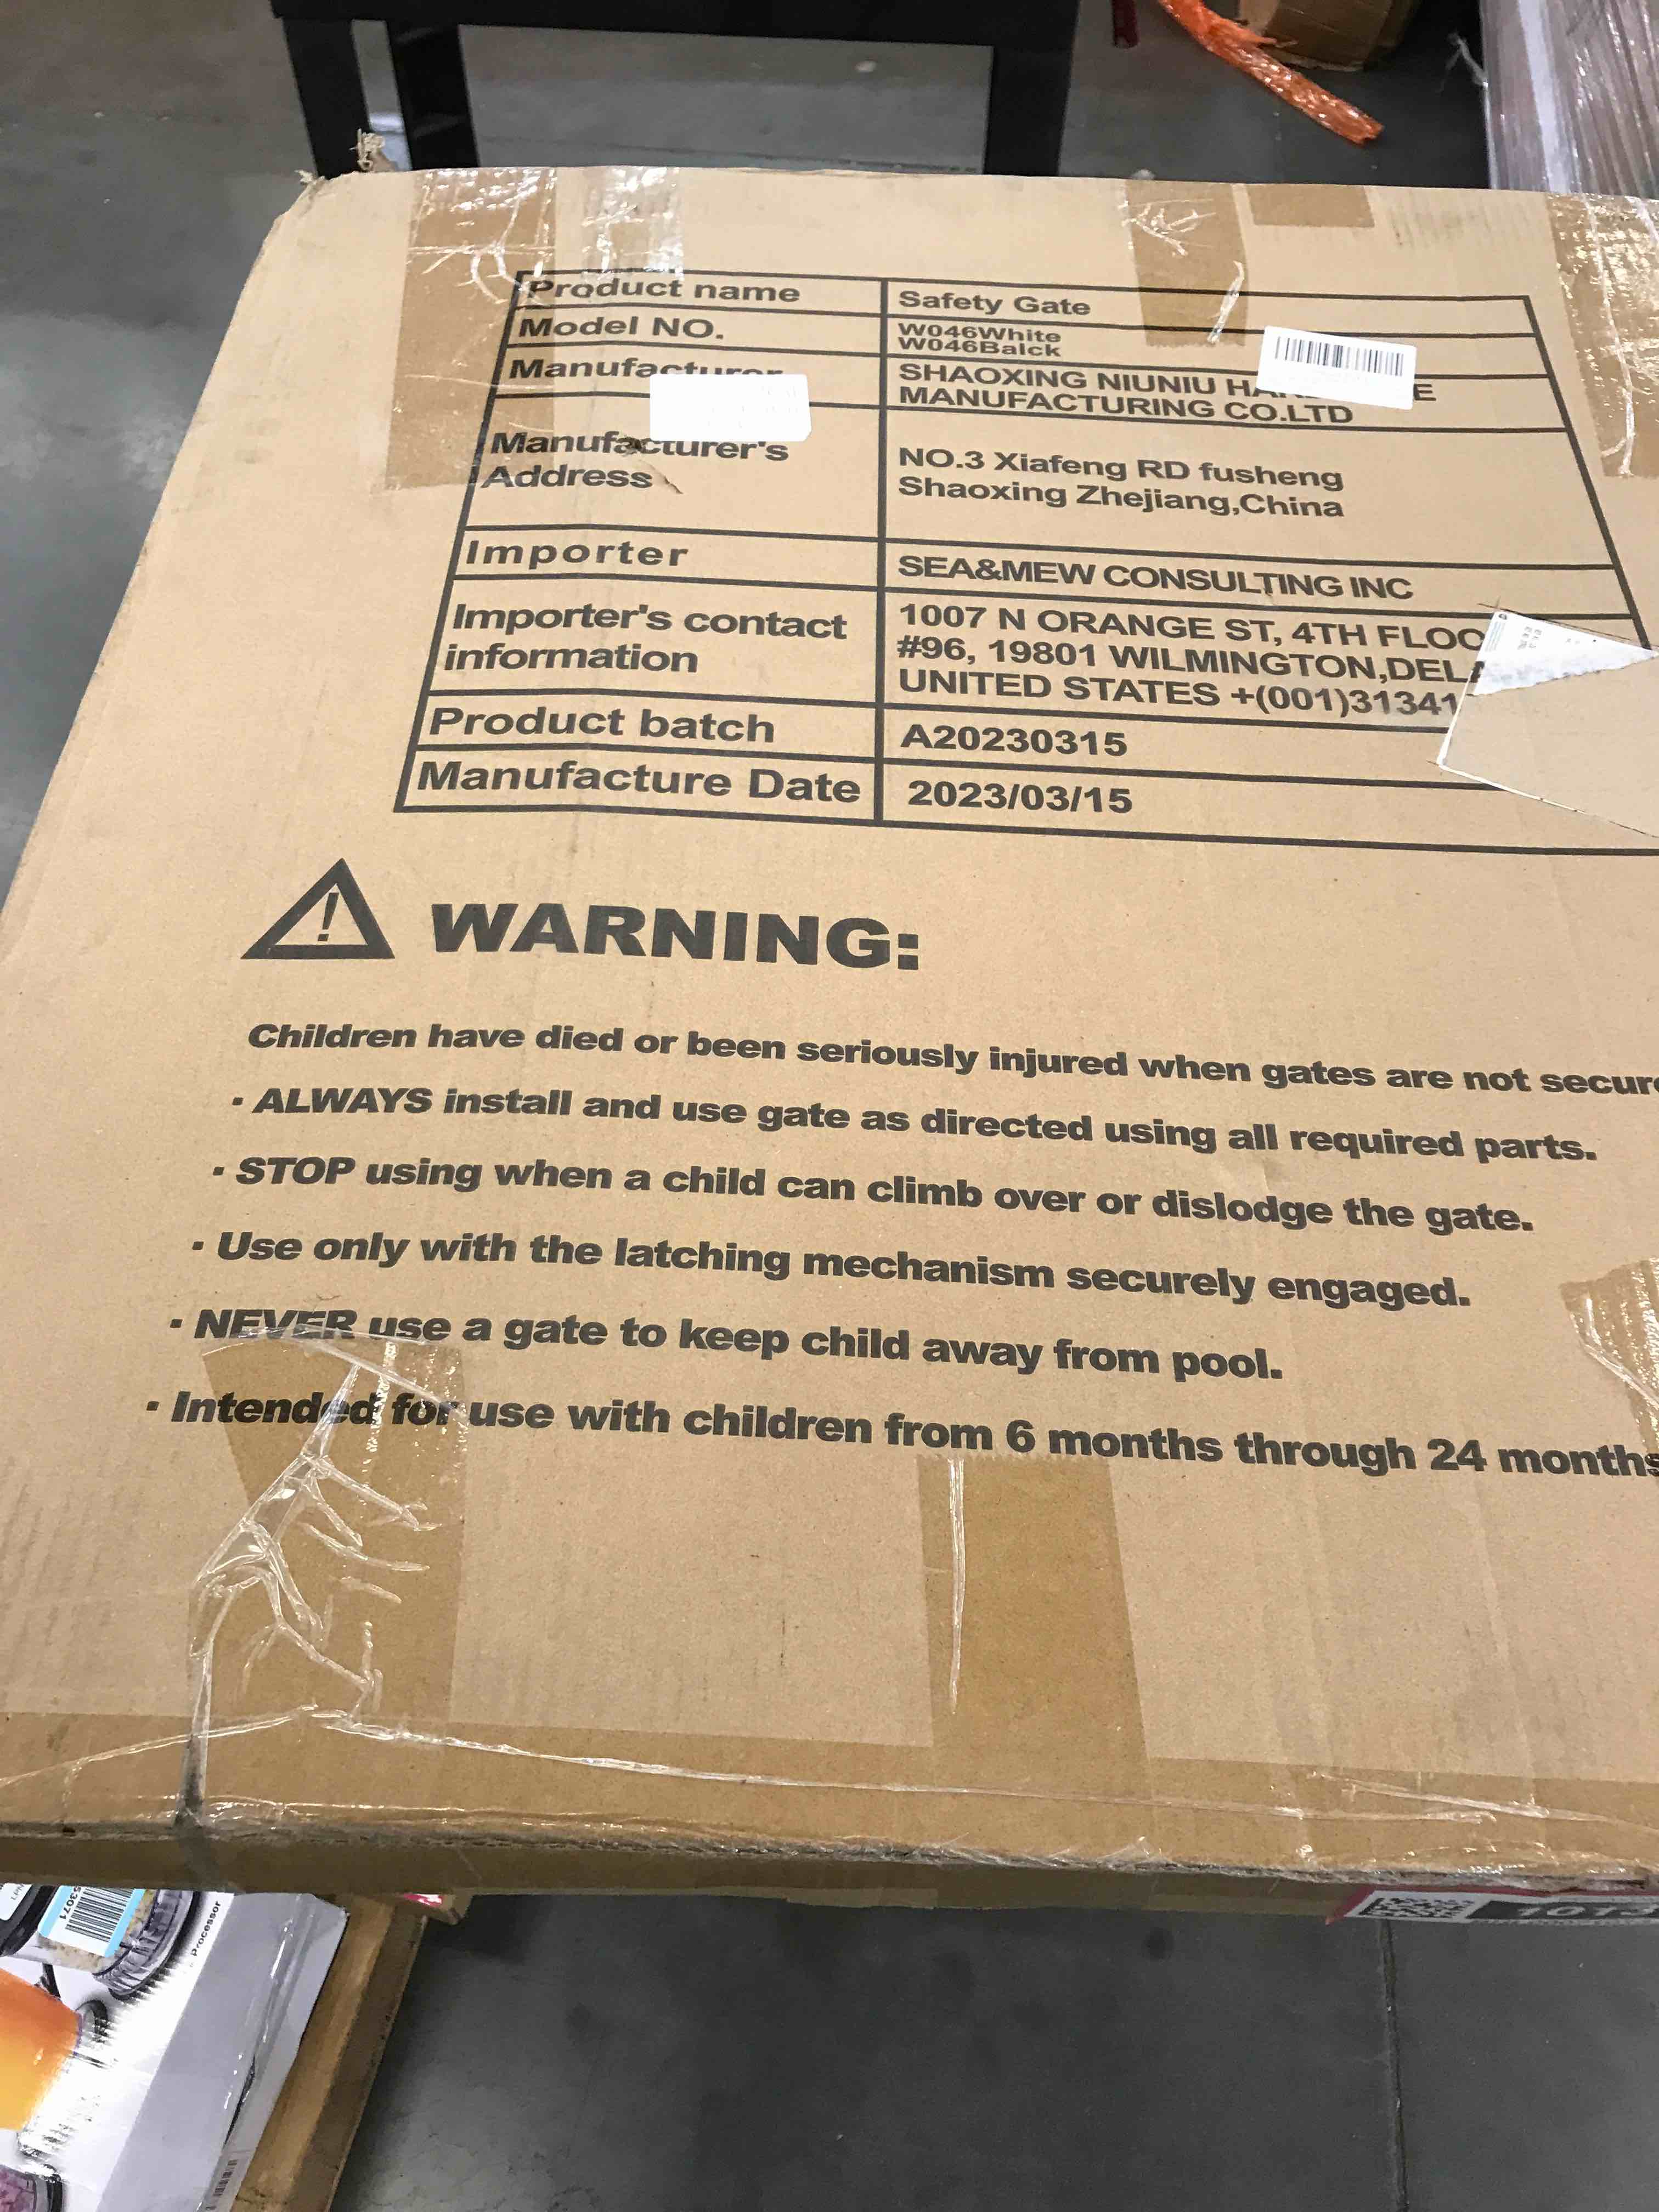 Product name
Safety Gate
Model NO.
W046White
W046Balck
Manufacturer
SHAOXING NIUNIU
MANUFACTURING CO.LTD
Manufacturer's
Address
NO.3 Xiafeng RD fusheng
Shaoxing Zhejiang,China
Importer
SEA&MEW CONSULTING INC
Importer's contact
information
1007 N ORANGE ST, 4TH FLOO
#96, 19801 WILMINGTON,DEL
UNITED STATES +(001)31341
Product batch
A20230315
Manufacture Date
2023/03/15
! WARNING:
Children have died or been seriously injured when gates are not secure
· ALWAYS install and use gate as directed using all required parts.
· STOP using when a child can climb over or dislodge the gate.
· Use only with the latching mechanism securely engaged.
· NEVER use a gate to keep child away from pool.
· Intended for use with children from 6 months through 24 months
Processor